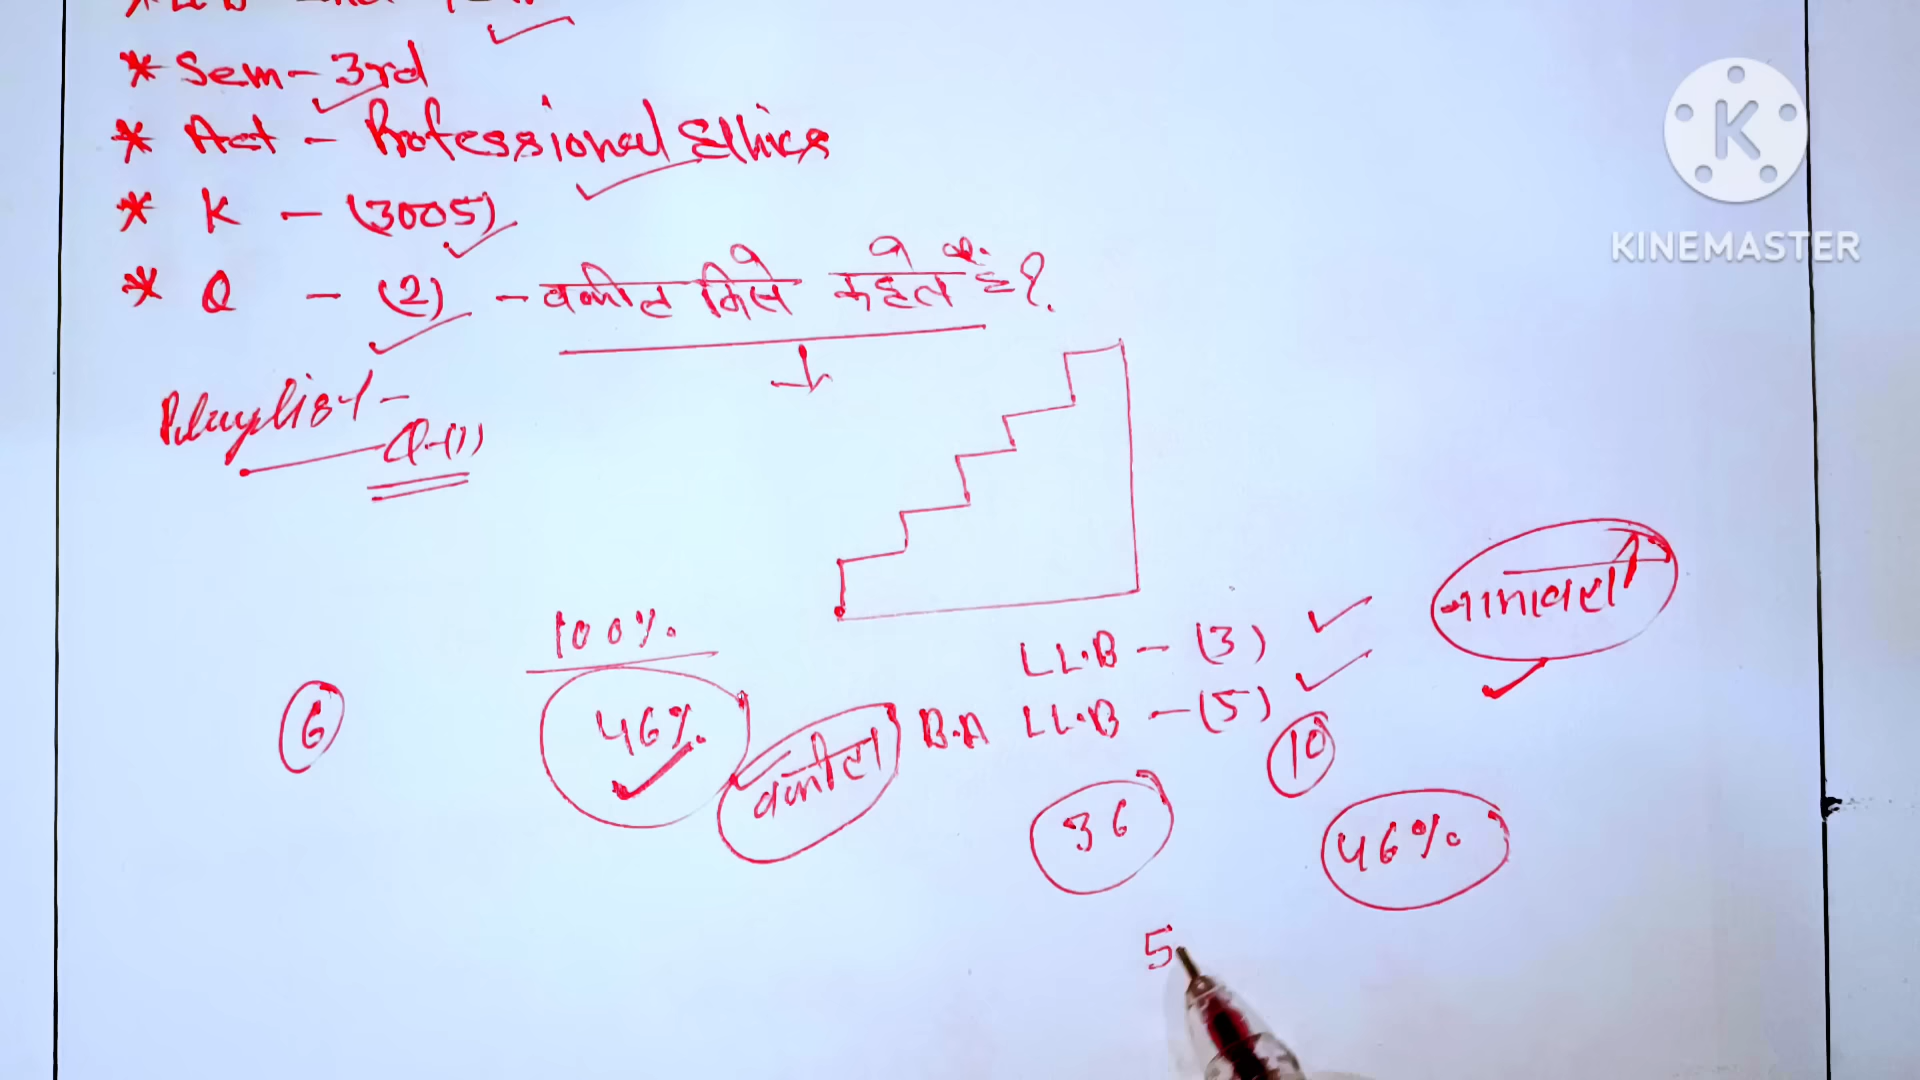 * Sem - 3rd
* Act - Professional Ethics
* K - (3005)
* Q - (2) - वकील किसे कहते हैं?
Playlist -
Q-(1)
100%
46%
6
वकील
LL.B - (3)
B.A LL.B - (5)
10
36
46%
5
K
KINEMASTER